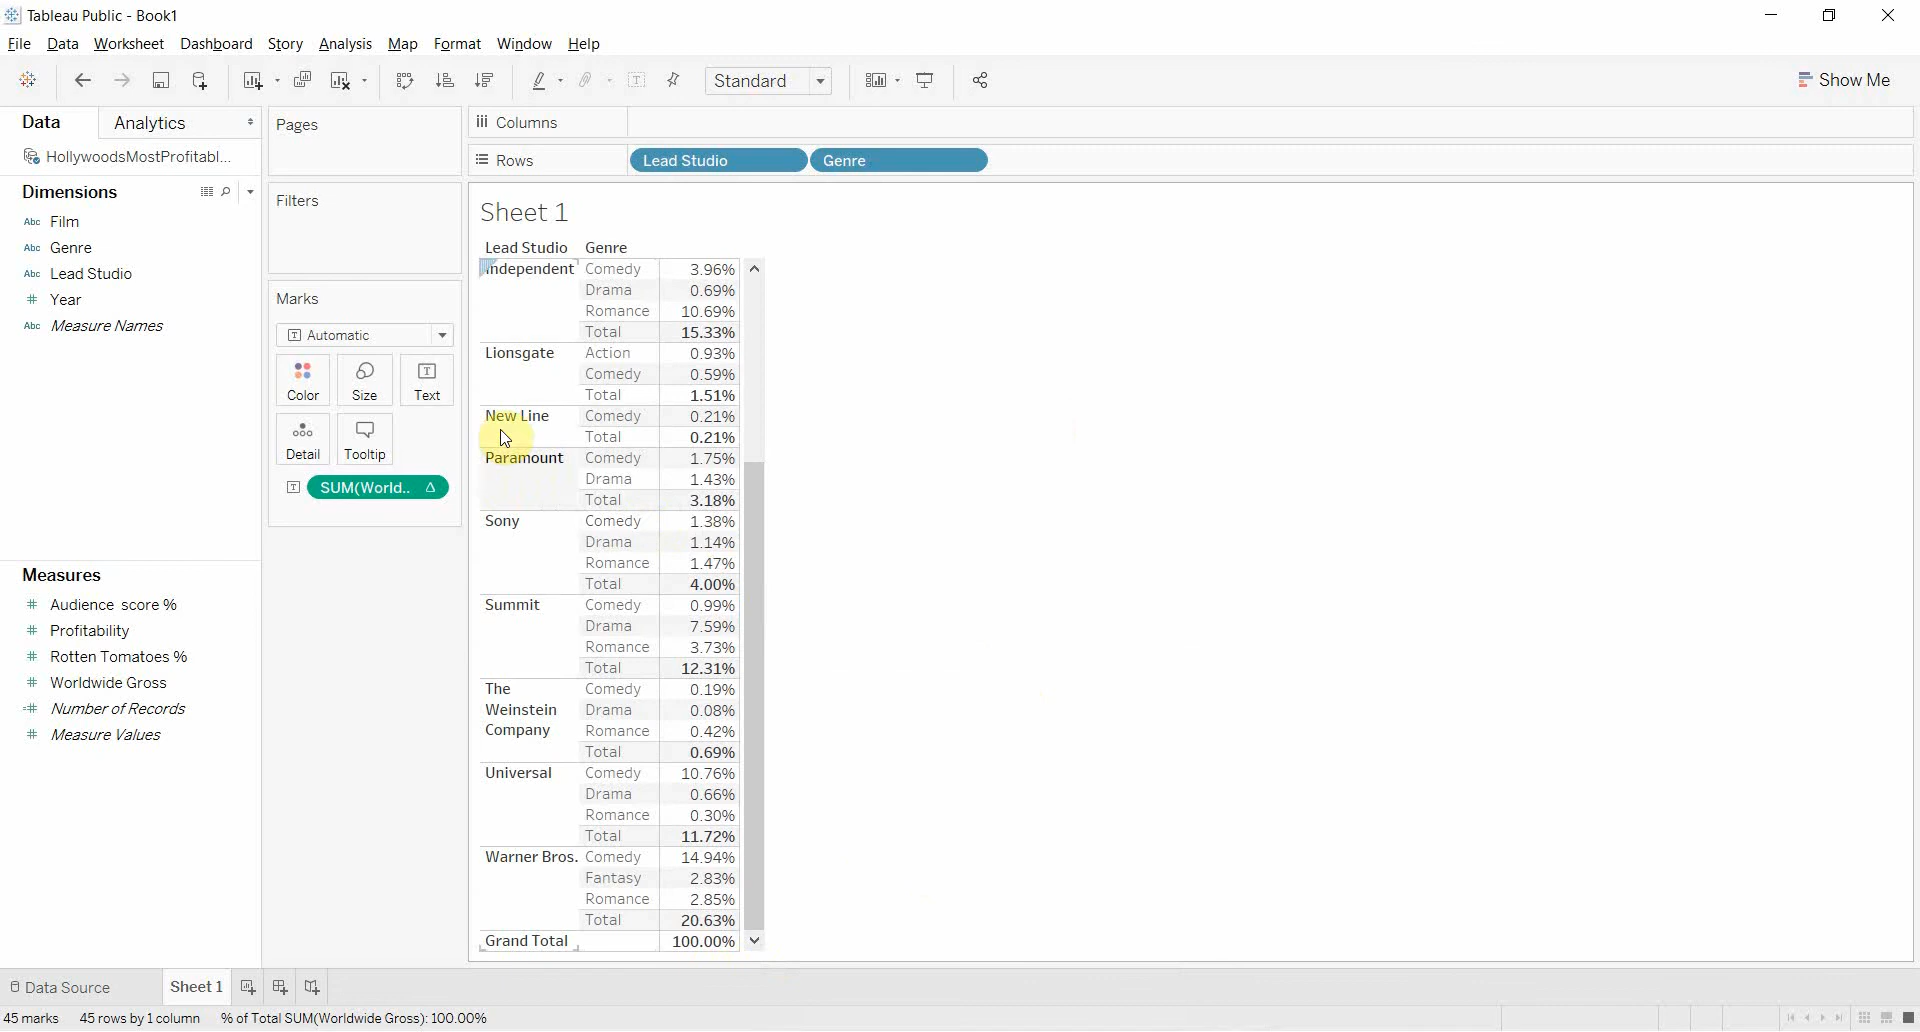 Tableau Public - Book1
File Data Worksheet Dashboard Story Analysis Map Format Window Help
Standard
Show Me
Data Analytics
HollywoodsMostProfitabl...
Dimensions
Abc Film
Abc Genre
Abc Lead Studio
# Year
Abc Measure Names
Measures
# Audience score %
# Profitability
# Rotten Tomatoes %
# Worldwide Gross
=# Number of Records
# Measure Values
Pages
Filters
Marks
T Automatic
Color Size Text
Detail Tooltip
T SUM(World.. Δ
Columns
Rows Lead Studio Genre
Sheet 1
Lead Studio Genre
Independent Comedy 3.96%
Drama 0.69%
Romance 10.69%
Total 15.33%
Lionsgate Action 0.93%
Comedy 0.59%
Total 1.51%
New Line Comedy 0.21%
Total 0.21%
Paramount Comedy 1.75%
Drama 1.43%
Total 3.18%
Sony Comedy 1.38%
Drama 1.14%
Romance 1.47%
Total 4.00%
Summit Comedy 0.99%
Drama 7.59%
Romance 3.73%
Total 12.31%
The Comedy 0.19%
Weinstein Drama 0.08%
Company Romance 0.42%
Total 0.69%
Universal Comedy 10.76%
Drama 0.66%
Romance 0.30%
Total 11.72%
Warner Bros. Comedy 14.94%
Fantasy 2.83%
Romance 2.85%
Total 20.63%
Grand Total 100.00%
Data Source Sheet 1
45 marks 45 rows by 1 column % of Total SUM(Worldwide Gross): 100.00%